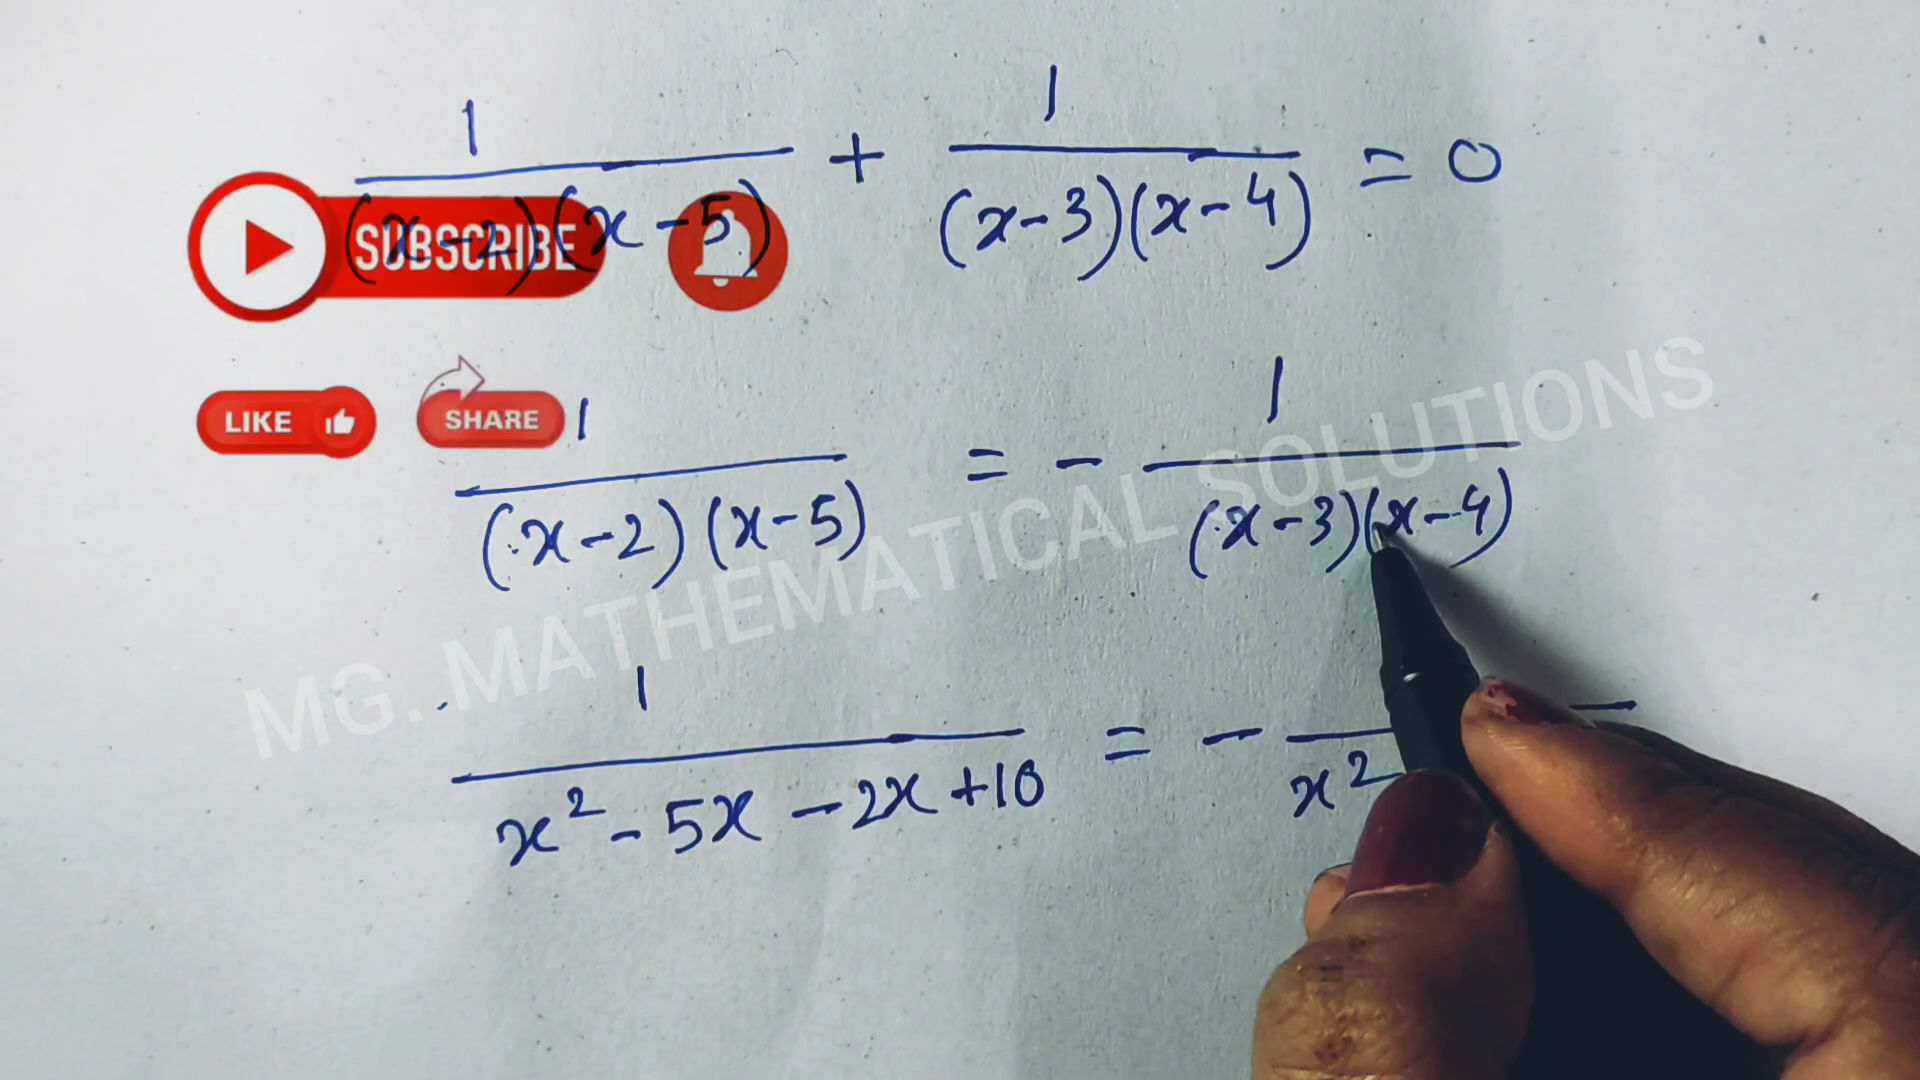 1/((x-2)(x-5)) + 1/((x-3)(x-4)) = 0
SUBSCRIBE
LIKE
SHARE
1/((x-2)(x-5)) = - 1/((x-3)(x-4))
MG. MATHEMATICAL SOLUTIONS
1/(x²-5x-2x+10) = - /x²